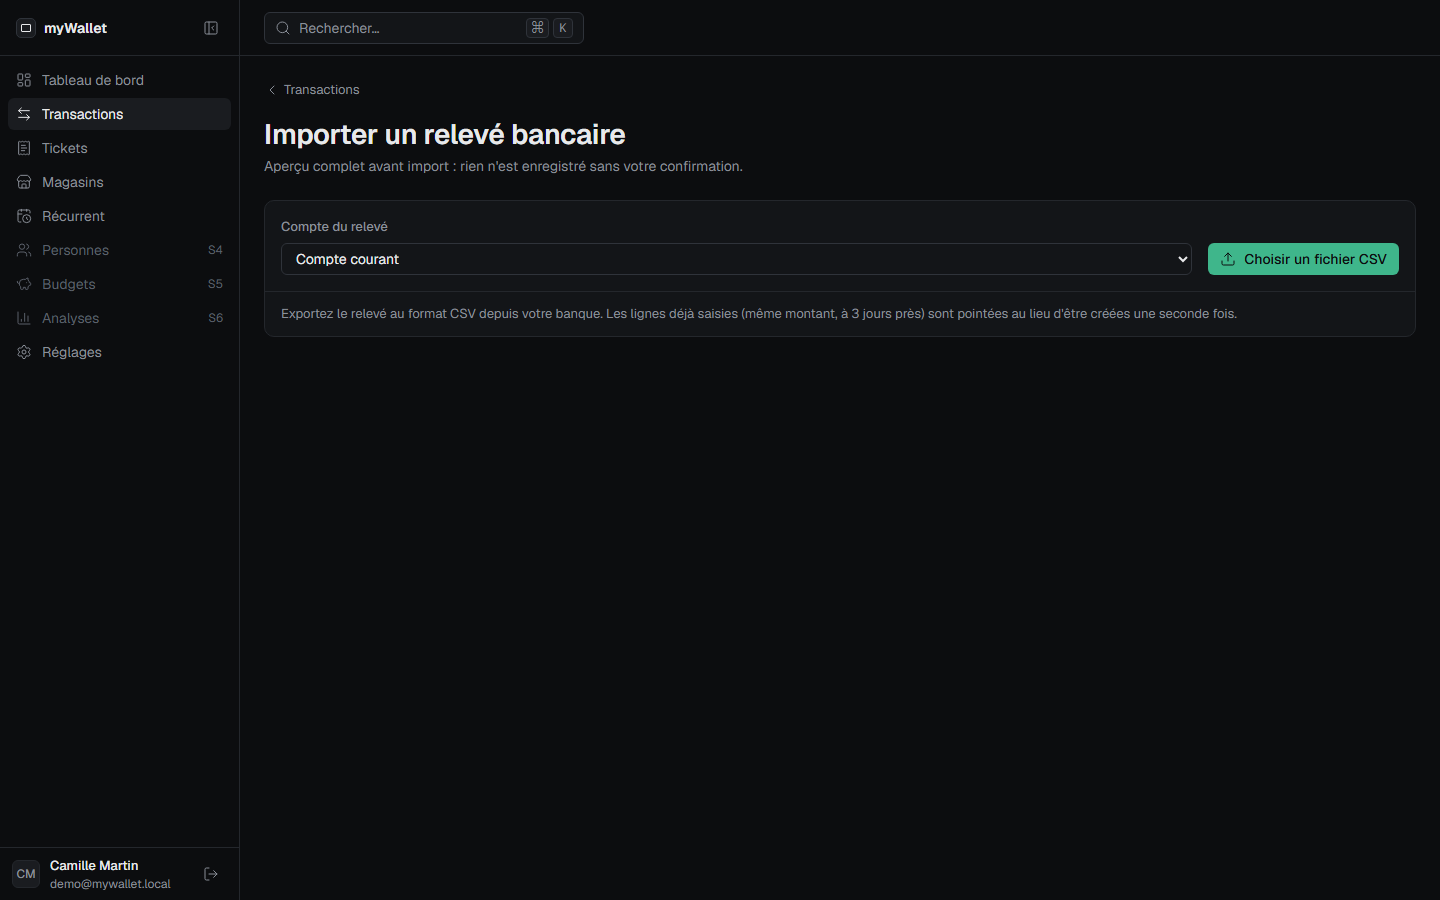 myWallet
Rechercher...
⌘ K
Tableau de bord
Transactions
Tickets
Magasins
Récurrent
Personnes S4
Budgets S5
Analyses S6
Réglages
Transactions
Importer un relevé bancaire
Aperçu complet avant import : rien n'est enregistré sans votre confirmation.
Compte du relevé
Compte courant
Choisir un fichier CSV
Exportez le relevé au format CSV depuis votre banque. Les lignes déjà saisies (même montant, à 3 jours près) sont pointées au lieu d'être créées une seconde fois.
CM
Camille Martin
demo@mywallet.local